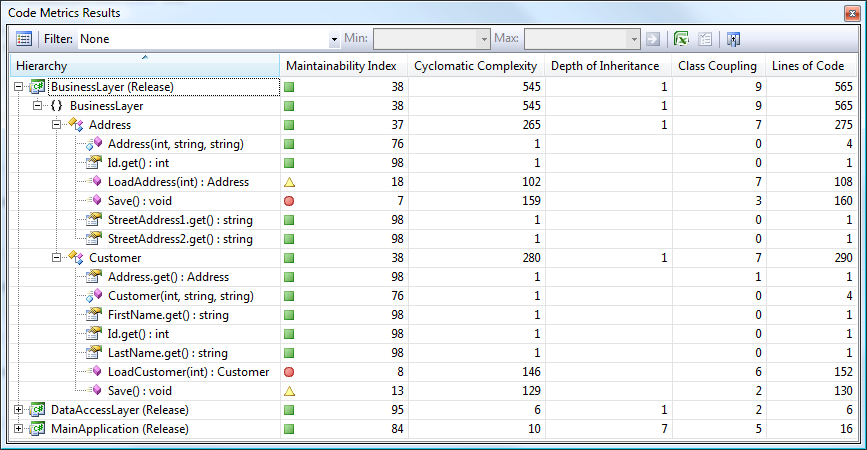 Code Metrics Results
Filter: None Min: Max:
Hierarchy Maintainability Index Cyclomatic Complexity Depth of Inheritance Class Coupling Lines of Code
BusinessLayer (Release) 38 545 1 9 565
{} BusinessLayer 38 545 1 9 565
Address 37 265 1 7 275
Address(int, string, string) 76 1 0 4
Id.get() : int 98 1 0 1
LoadAddress(int) : Address 18 102 7 108
Save() : void 7 159 3 160
StreetAddress1.get() : string 98 1 0 1
StreetAddress2.get() : string 98 1 0 1
Customer 38 280 1 7 290
Address.get() : Address 98 1 1 1
Customer(int, string, string) 76 1 0 4
FirstName.get() : string 98 1 0 1
Id.get() : int 98 1 0 1
LastName.get() : string 98 1 0 1
LoadCustomer(int) : Customer 8 146 6 152
Save() : void 13 129 2 130
DataAccessLayer (Release) 95 6 1 2 6
MainApplication (Release) 84 10 7 5 16